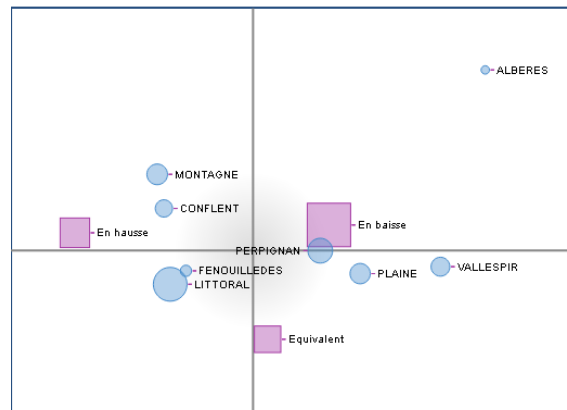 ALBERES
MONTAGNE
CONFLENT
En hausse
En baisse
PERPIGNAN
VALLESPIR
FENOUILLEDES
PLAINE
LITTORAL
Equivalent